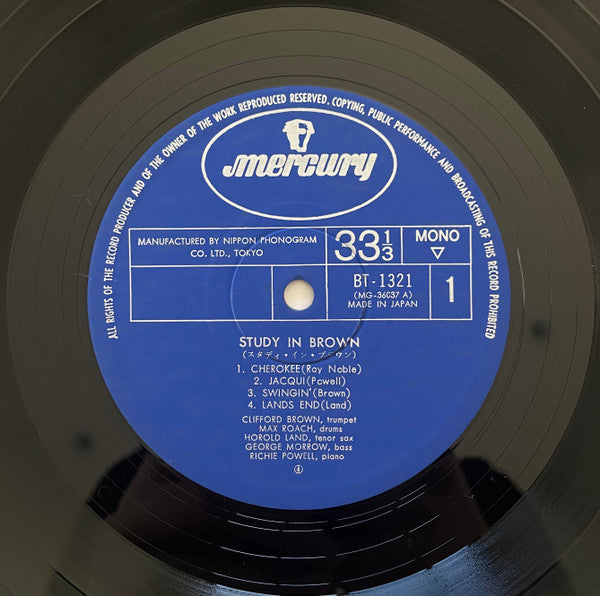 ALL RIGHTS OF THE RECORD PRODUCER AND OF THE OWNER OF THE WORK REPRODUCED RESERVED. COPYING, PUBLIC PERFORMANCE AND BROADCASTING OF THIS RECORD PROHIBITED
mercury
MANUFACTURED BY NIPPON PHONOGRAM
CO. LTD., TOKYO
33 1/3
MONO
▽
BT-1321
(MG-36037 A)
MADE IN JAPAN
1
STUDY IN BROWN
(スタディ・イン・ブラウン)
1. CHEROKEE(Ray Noble)
2. JACQUI(Powell)
3. SWINGIN'(Brown)
4. LANDS END(Land)
CLIFFORD BROWN, trumpet
MAX ROACH, drums
HOROLD LAND, tenor sax
GEORGE MORROW, bass
RICHIE POWELL, piano